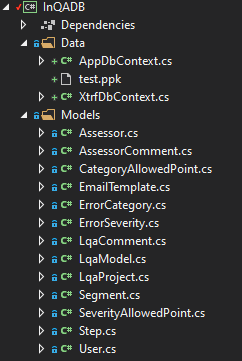 InQADB
Dependencies
Data
AppDbContext.cs
test.ppk
XtrfDbContext.cs
Models
Assessor.cs
AssessorComment.cs
CategoryAllowedPoint.cs
EmailTemplate.cs
ErrorCategory.cs
ErrorSeverity.cs
LqaComment.cs
LqaModel.cs
LqaProject.cs
Segment.cs
SeverityAllowedPoint.cs
Step.cs
User.cs